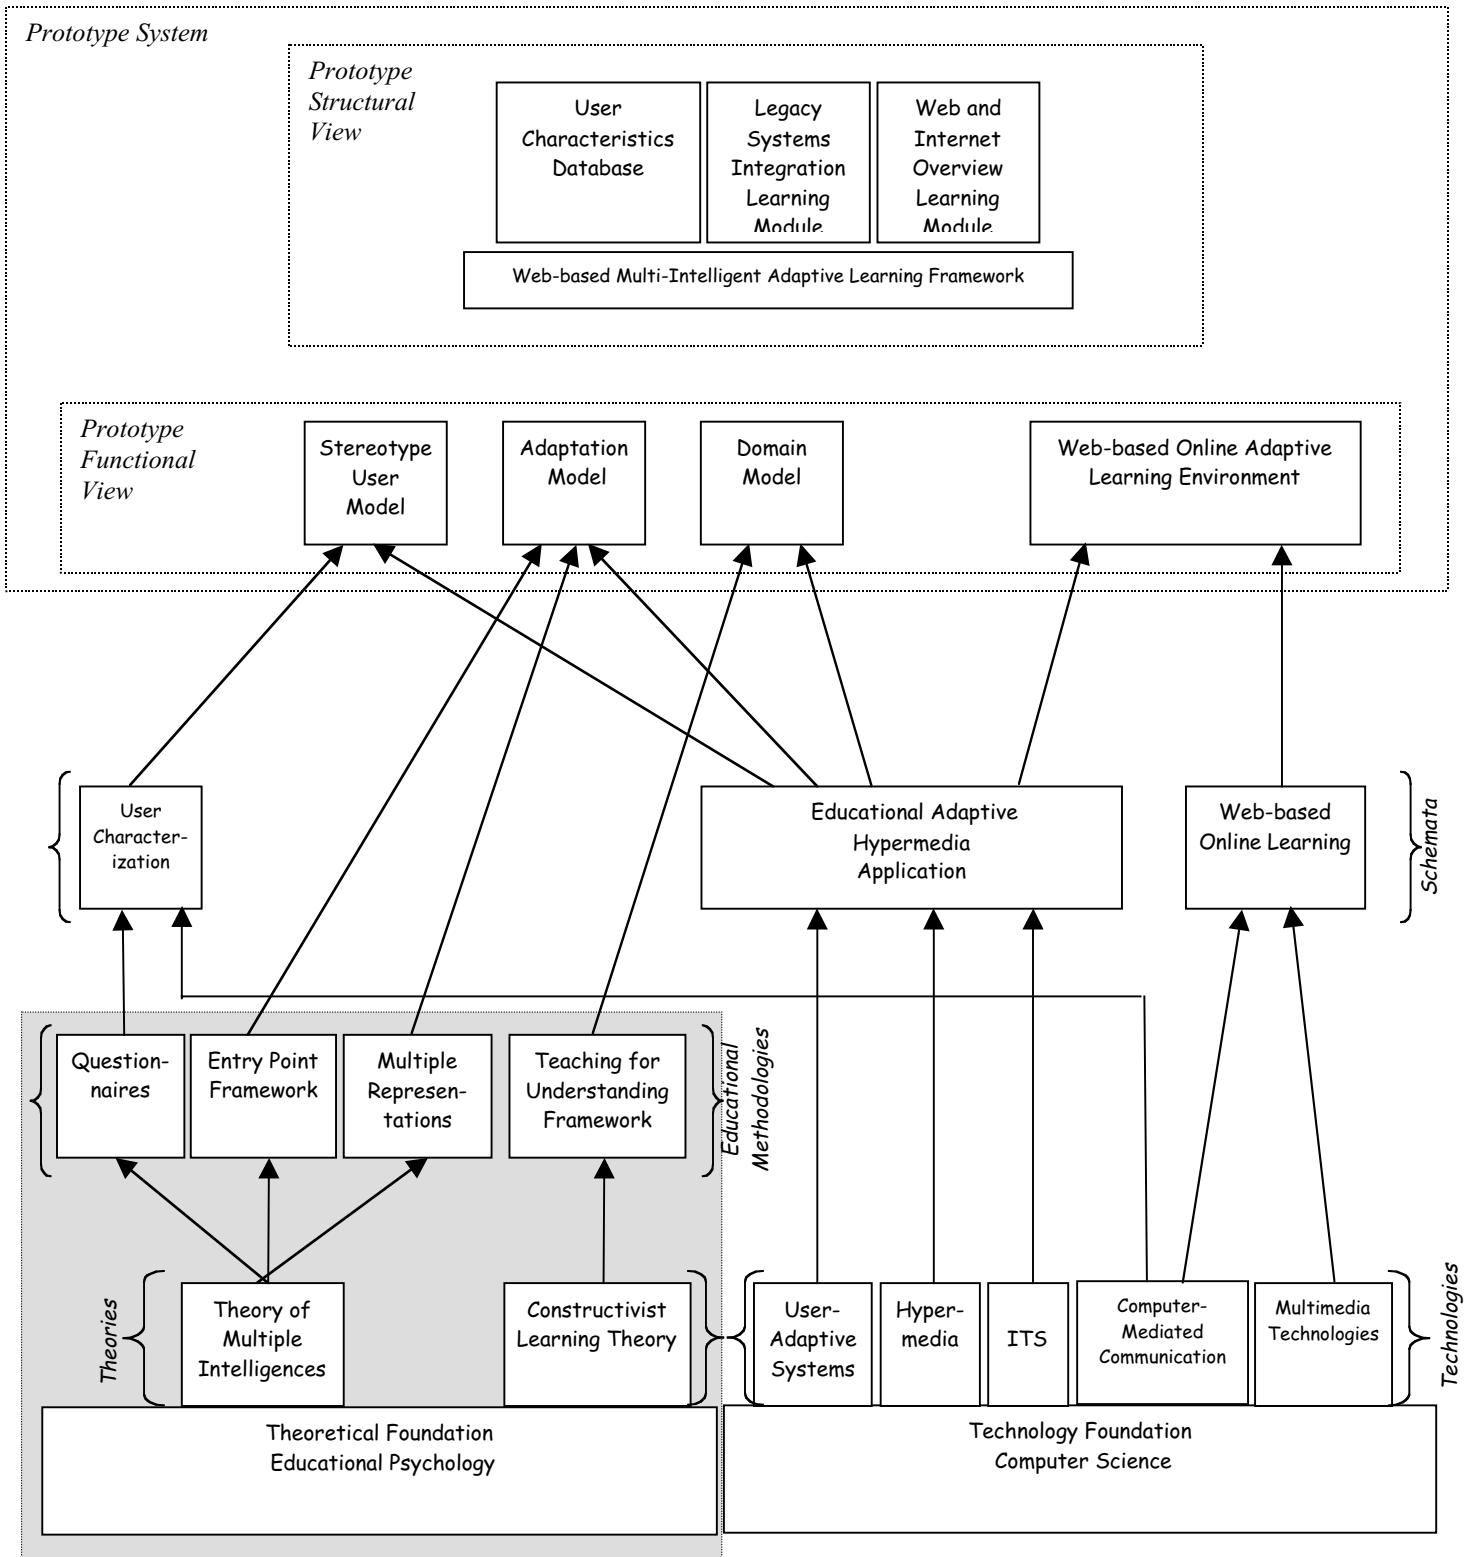 Prototype System
Prototype
Structural
View
User
Characteristics
Database
Legacy
Systems
Integration
Learning
Module
Web and
Internet
Overview
Learning
Module
Web-based Multi-Intelligent Adaptive Learning Framework
Prototype
Functional
View
Stereotype
User
Model
Adaptation
Model
Domain
Model
Web-based Online Adaptive
Learning Environment
User
Character-
ization
Educational Adaptive
Hypermedia
Application
Web-based
Online Learning
Schemata
Question-
naires
Entry Point
Framework
Multiple
Represen-
tations
Teaching for
Understanding
Framework
Educational
Methodologies
Theories
Theory of
Multiple
Intelligences
Constructivist
Learning Theory
User-
Adaptive
Systems
Hyper-
media
ITS
Computer-
Mediated
Communication
Multimedia
Technologies
Technologies
Theoretical Foundation
Educational Psychology
Technology Foundation
Computer Science